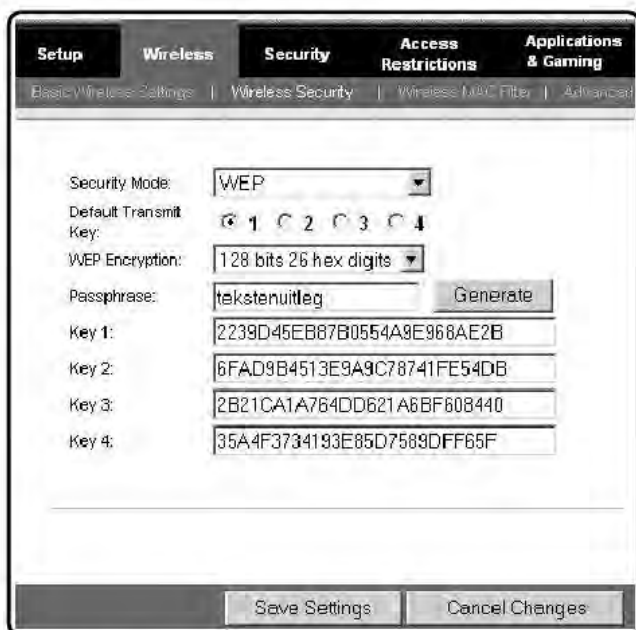 Setup Wireless Security Access Restrictions Applications & Gaming
Basic Wireless Settings | Wireless Security | Wireless MAC Filter | Advanced
Security Mode: WEP
Default Transmit Key: 1 2 3 4
WEP Encryption: 128 bits 26 hex digits
Passphrase: tekstenuitleg Generate
Key 1: 2239D45EB87B0554A9E968AE2B
Key 2: 6FAD9B4513E9A9C78741FE54DB
Key 3: 2B21CA1A764DD621A6BF608440
Key 4: 35A4F3734193E85D7589DFF65F
Save Settings Cancel Changes